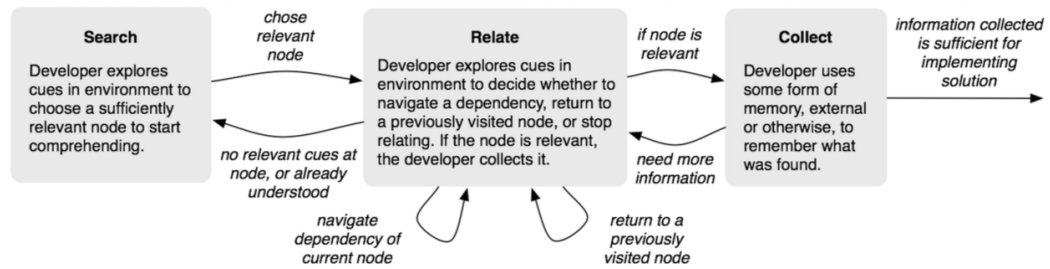 Search
Developer explores
cues in environment to
choose a sufficiently
relevant node to start
comprehending.
chose
relevant
node
no relevant cues at
node, or already
understood
Relate
Developer explores cues in
environment to decide whether to
navigate a dependency, return to
a previously visited node, or stop
relating. If the node is relevant,
the developer collects it.
navigate
dependency of
current node
return to a
previously
visited node
if node is
relevant
need more
information
Collect
Developer uses
some form of
memory, external
or otherwise, to
remember what
was found.
information collected
is sufficient for
implementing
solution